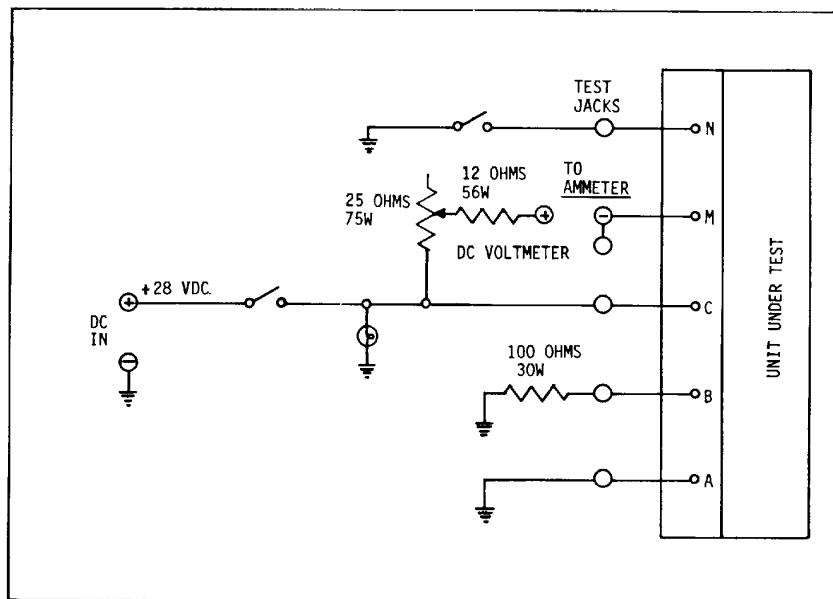 TEST
JACKS
N
12 OHMS
56W
TO
AMMETER
25 OHMS
75W
M
DC VOLTMETER
+28 VDC
DC
IN
C
UNIT UNDER TEST
100 OHMS
30W
B
A